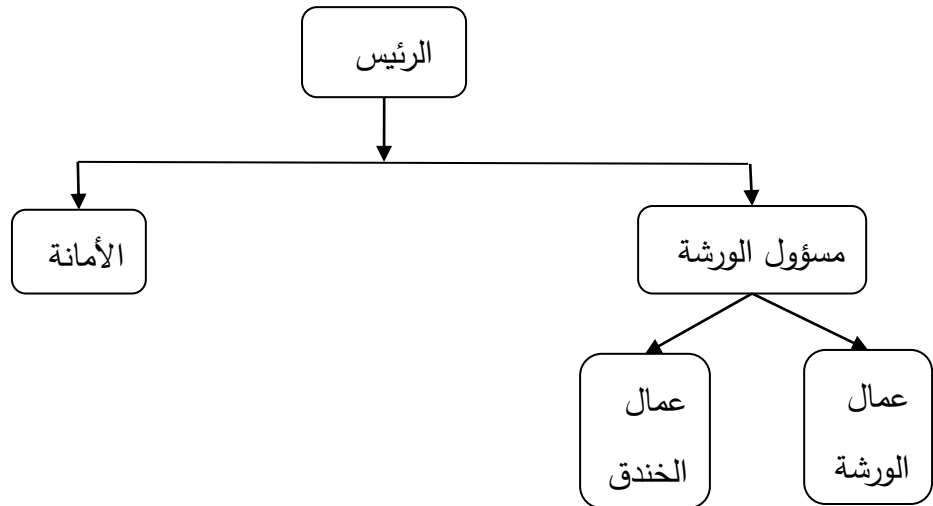 الرئيس
مسؤول الورشة
الأمانة
عمال
الورشة
عمال
الخندق